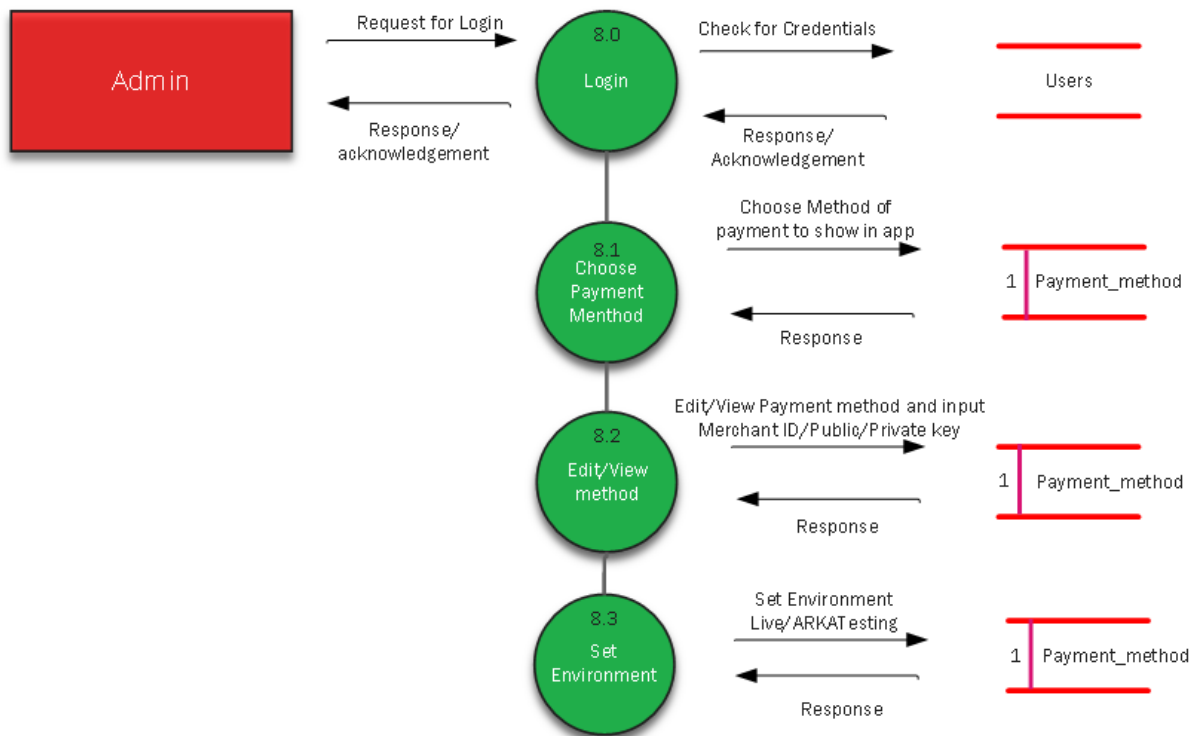 Admin
Request for Login
Response/
acknowledgement
8.0
Login
Check for Credentials
Response/
Acknowledgement
Users
8.1
Choose
Payment
Menthod
Choose Method of
payment to show in app
Response
1
Payment_method
8.2
Edit/View
method
Edit/View Payment method and input
Merchant ID/Public/Private key
Response
1
Payment_method
8.3
Set
Environment
Set Environment
Live/ARKATesting
Response
1
Payment_method